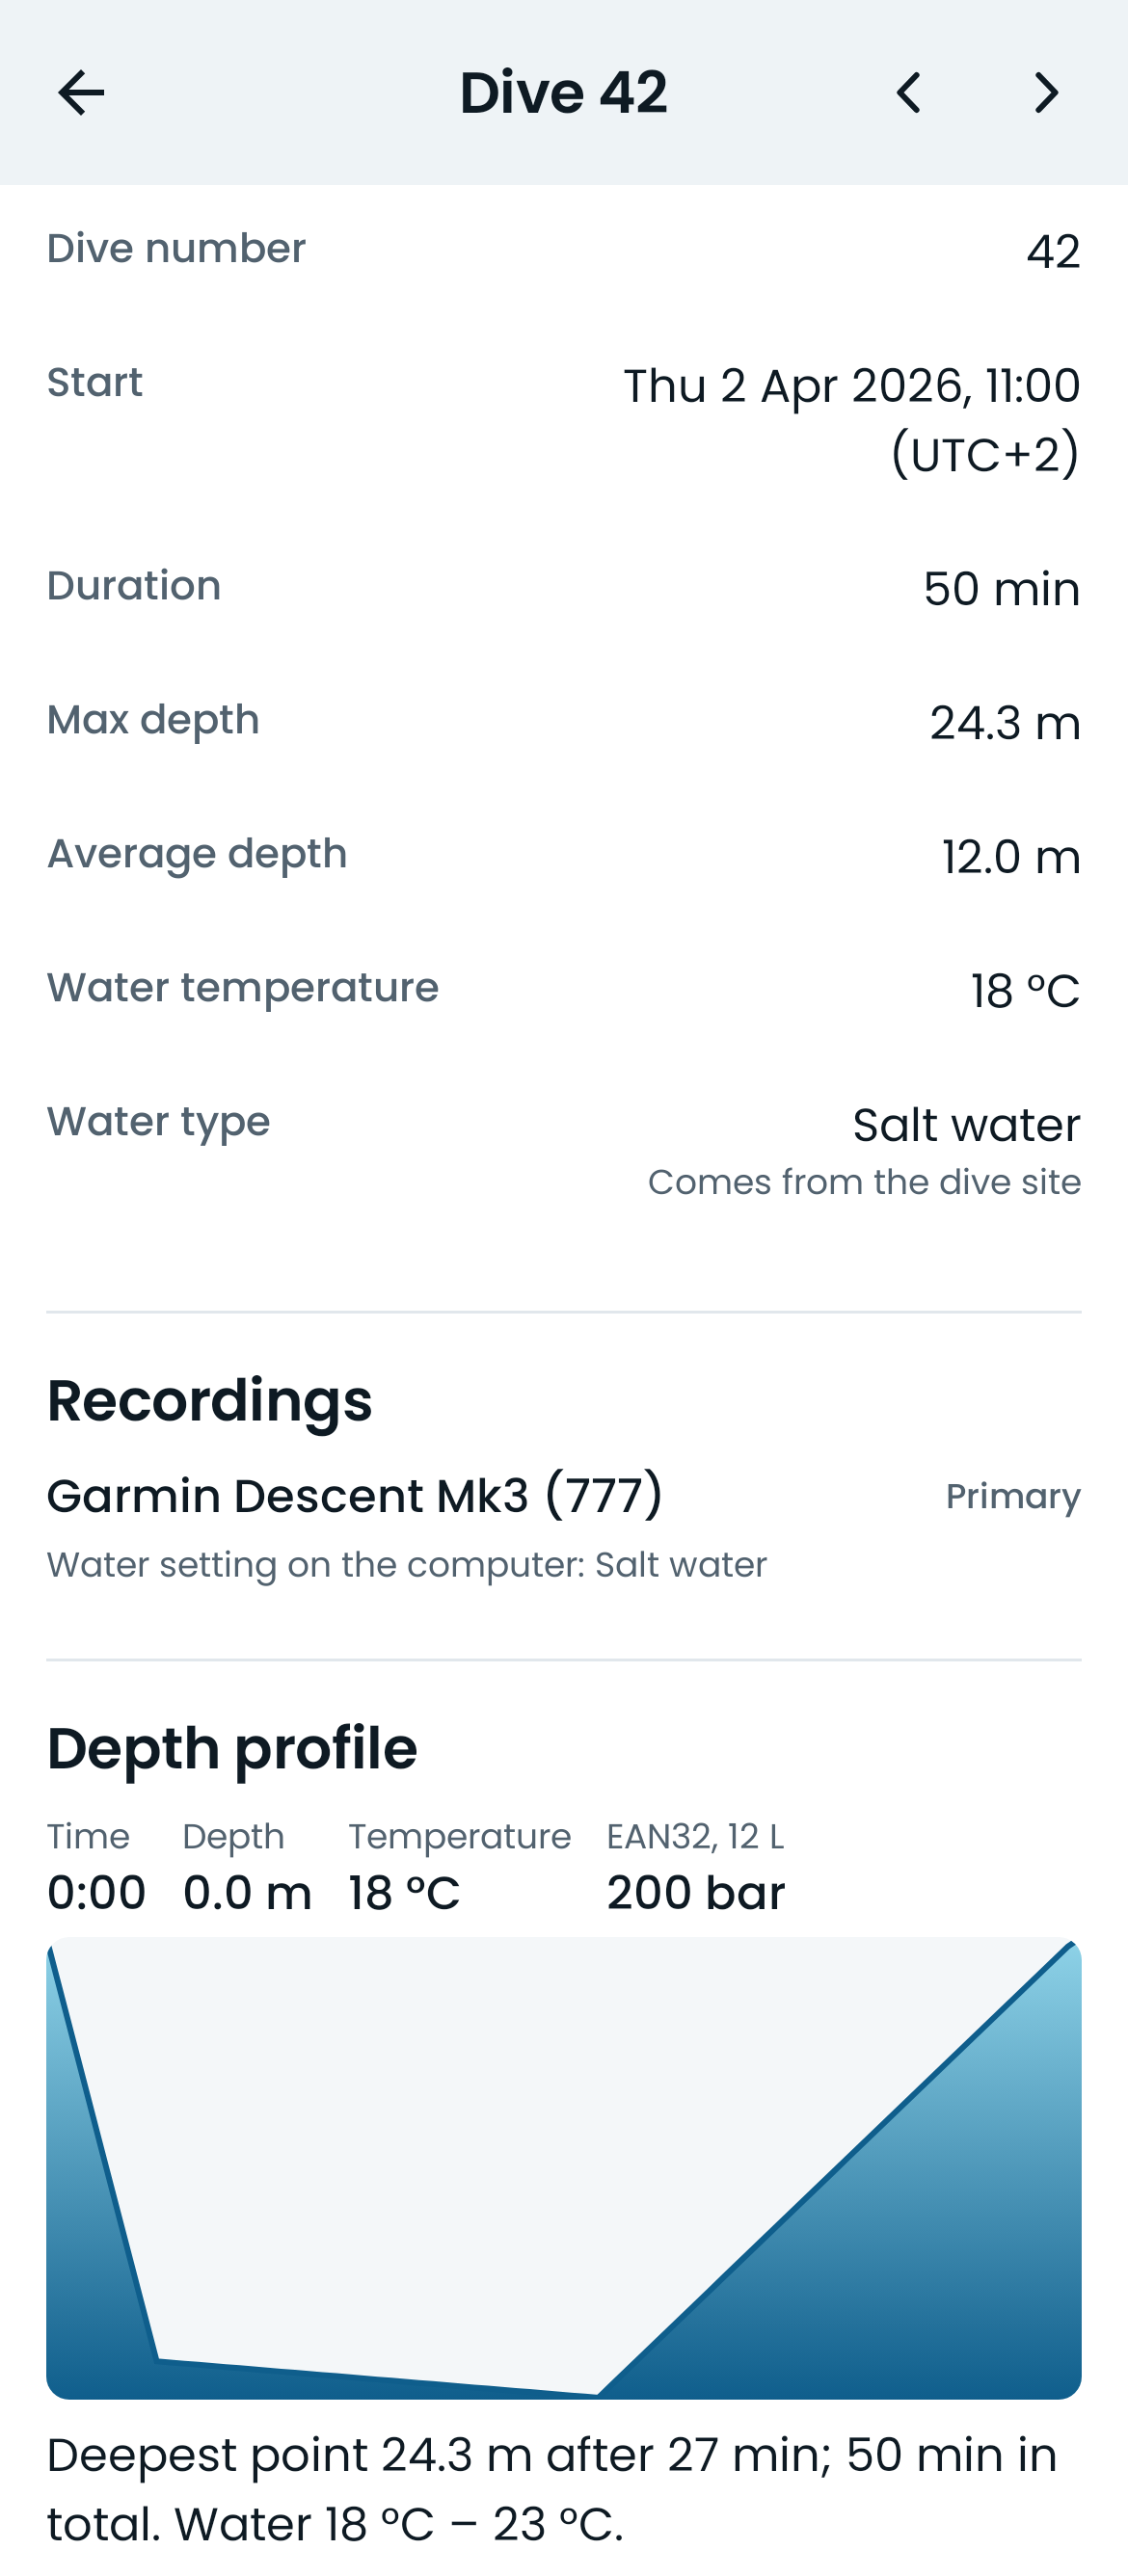 Dive 42
Dive number 42
Start Thu 2 Apr 2026, 11:00
(UTC+2)
Duration 50 min
Max depth 24.3 m
Average depth 12.0 m
Water temperature 18 °C
Water type Salt water
Comes from the dive site
Recordings
Garmin Descent Mk3 (777) Primary
Water setting on the computer: Salt water
Depth profile
Time Depth Temperature EAN32, 12 L
0:00 0.0 m 18 °C 200 bar
Deepest point 24.3 m after 27 min; 50 min in
total. Water 18 °C – 23 °C.